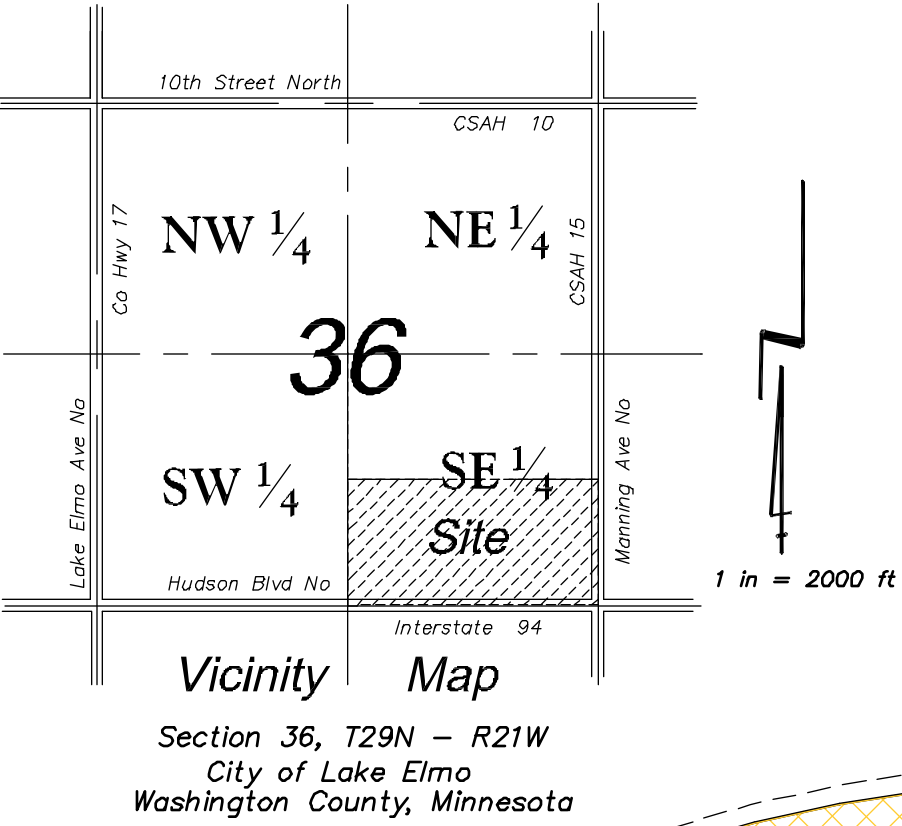 10th Street North
CSAH 10
Co Hwy 17
NW 1/4
NE 1/4
CSAH 15
36
Lake Elmo Ave No
SW 1/4
SE 1/4
Site
Manning Ave No
Hudson Blvd No
1 in = 2000 ft
Interstate 94
Vicinity Map
Section 36, T29N - R21W
City of Lake Elmo
Washington County, Minnesota